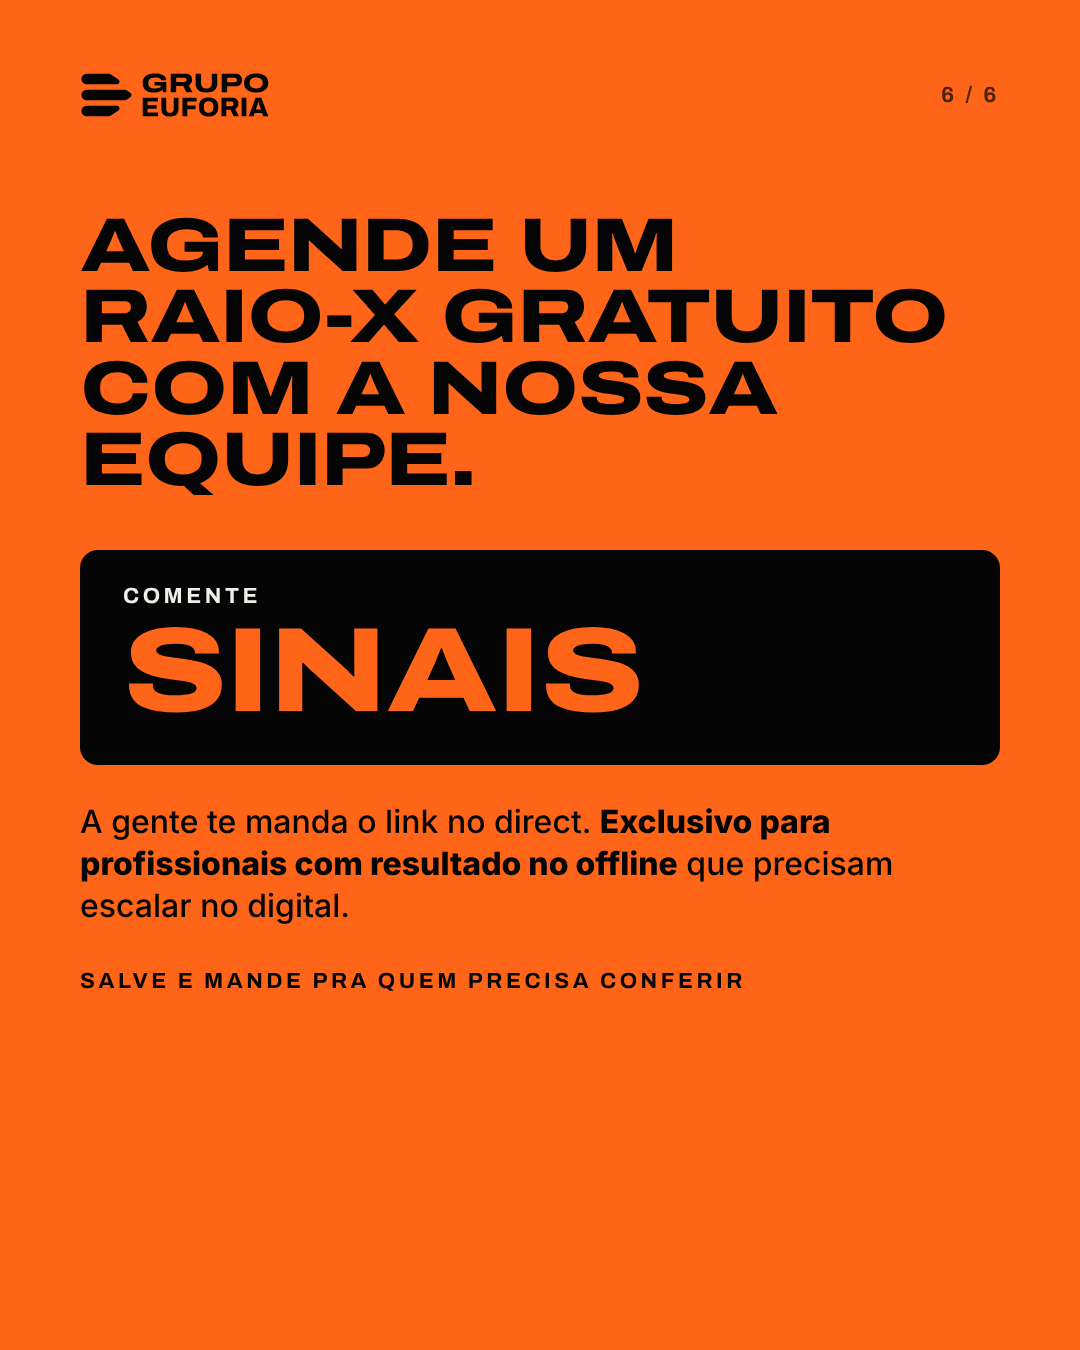 GRUPO
EUFORIA
6 / 6
AGENDE UM
RAIO-X GRATUITO
COM A NOSSA
EQUIPE.
COMENTE
SINAIS
A gente te manda o link no direct. Exclusivo para
profissionais com resultado no offline que precisam
escalar no digital.
SALVE E MANDE PRA QUEM PRECISA CONFERIR